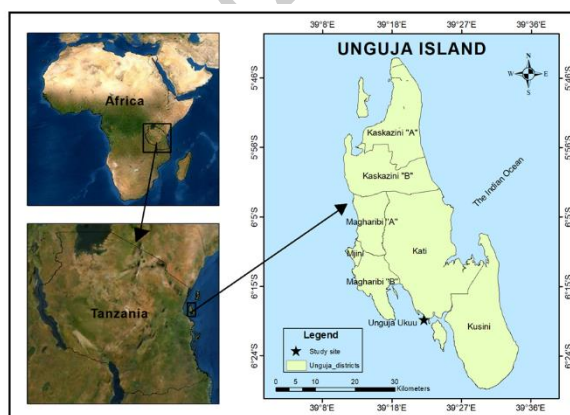 Africa
Tanzania
UNGUJA ISLAND
39°8'E 39°18'E 39°27'E 39°36'E
5°46'S 5°46'S
5°56'S 5°56'S
6°5'S 6°5'S
6°15'S 6°15'S
6°24'S 6°24'S
N
W E
S
Kaskazini "A"
Kaskazini "B"
The Indian Ocean
Magharibi "A"
Mjini
Kati
Magharibi "B"
Unguja Ukuu
Kusini
Legend
Study site
Unguja_districts
0 5 10 20 30
Kilometers
39°8'E 39°18'E 39°27'E 39°36'E